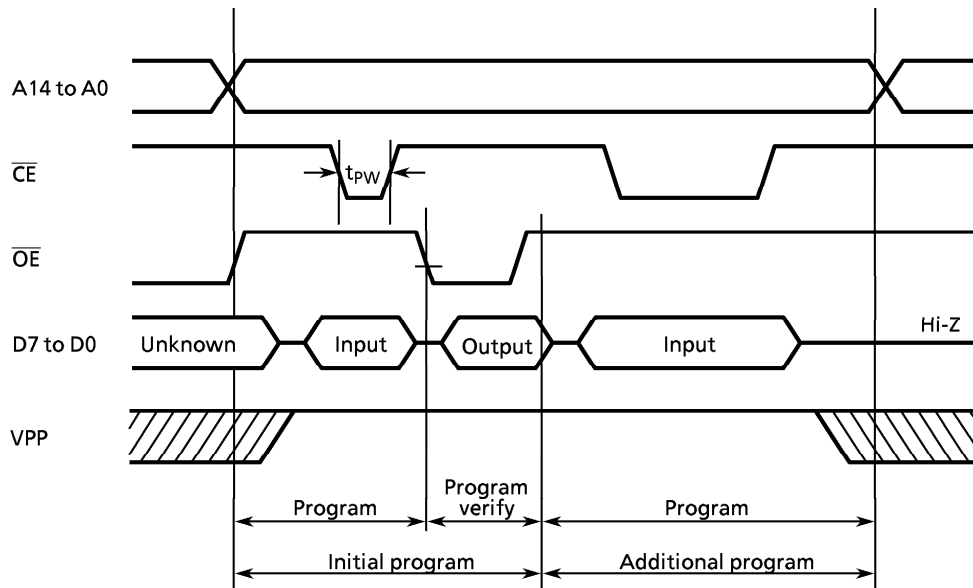 A14 to A0
CE
tPW
OE
D7 to D0
Unknown
Input
Output
Input
Hi-Z
VPP
Program
Program
verify
Program
Initial program
Additional program